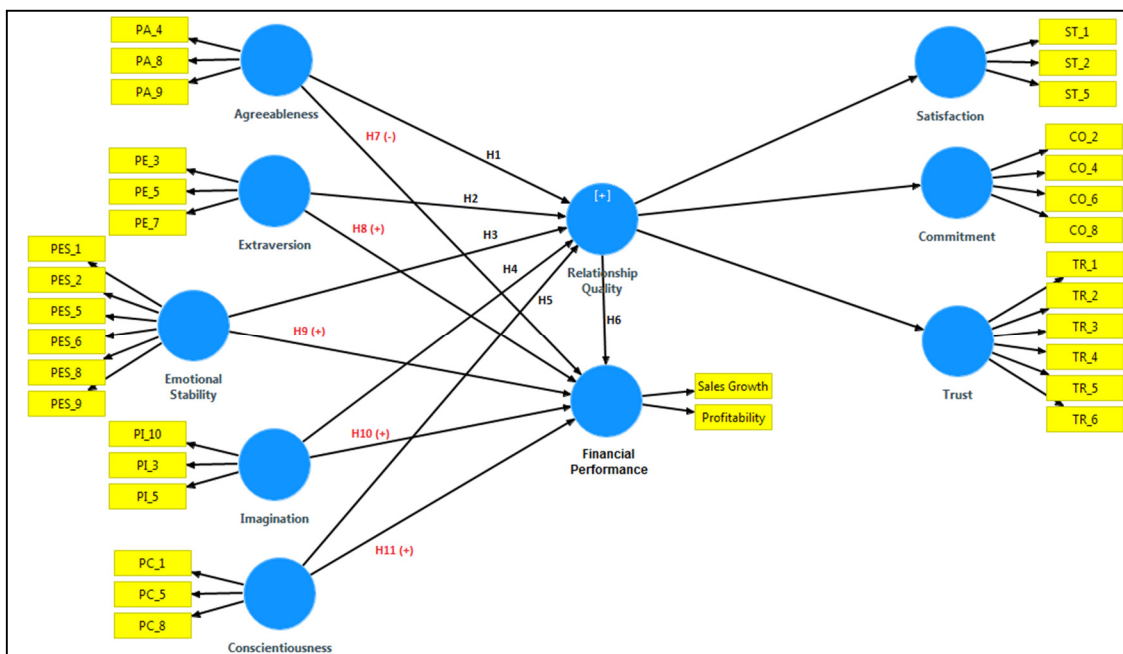 PA_4
PA_8
PA_9
Agreeableness
PE_3
PE_5
PE_7
Extraversion
PES_1
PES_2
PES_5
PES_6
PES_8
PES_9
Emotional
Stability
PI_10
PI_3
PI_5
Imagination
PC_1
PC_5
PC_8
Conscientiousness
H7 (-)
H1
H2
H8 (+)
H3
H4
H5
H9 (+)
H10 (+)
H11 (+)
[+]
Relationship
Quality
H6
Sales Growth
Profitability
Financial
Performance
ST_1
ST_2
ST_5
Satisfaction
CO_2
CO_4
CO_6
CO_8
Commitment
TR_1
TR_2
TR_3
TR_4
TR_5
TR_6
Trust